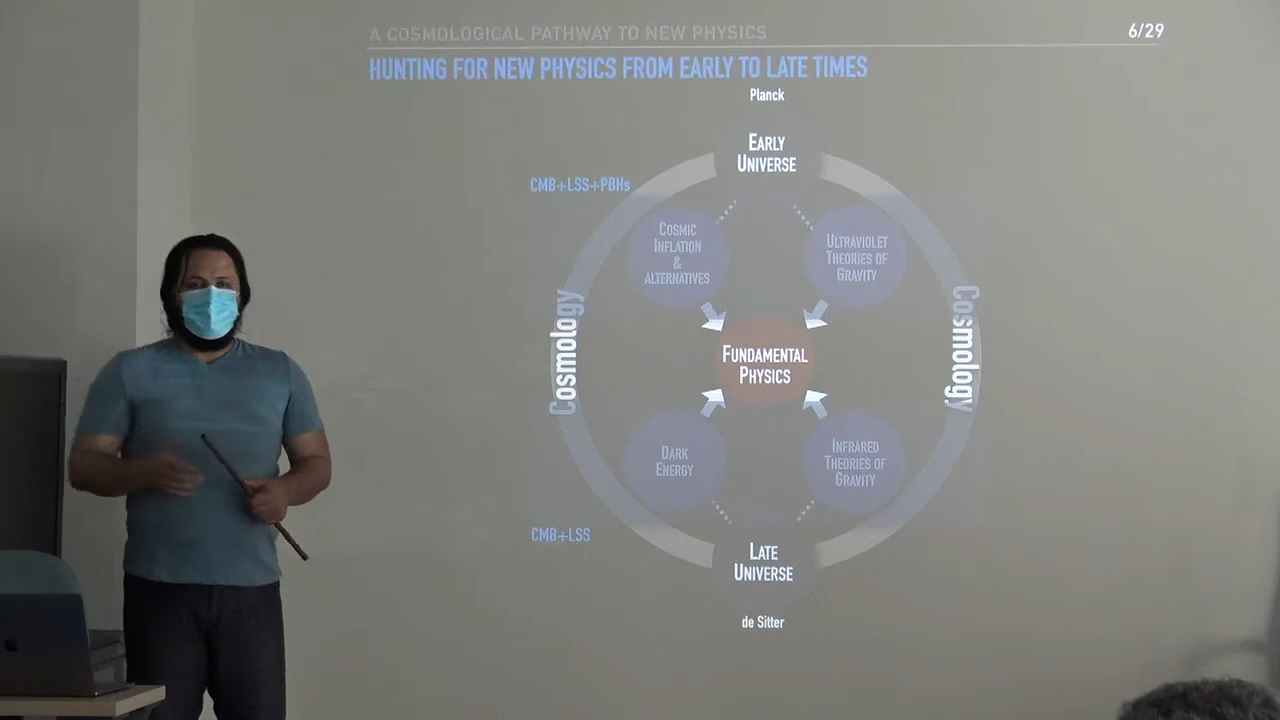 A COSMOLOGICAL PATHWAY TO NEW PHYSICS
6/29
HUNTING FOR NEW PHYSICS FROM EARLY TO LATE TIMES
Planck
EARLY
UNIVERSE
CMB+LSS+PBHs
COSMIC
INFLATION
&
ALTERNATIVES
ULTRAVIOLET
THEORIES OF
GRAVITY
Cosmology
FUNDAMENTAL
PHYSICS
Cosmology
DARK
ENERGY
INFRARED
THEORIES OF
GRAVITY
CMB+LSS
LATE
UNIVERSE
de Sitter